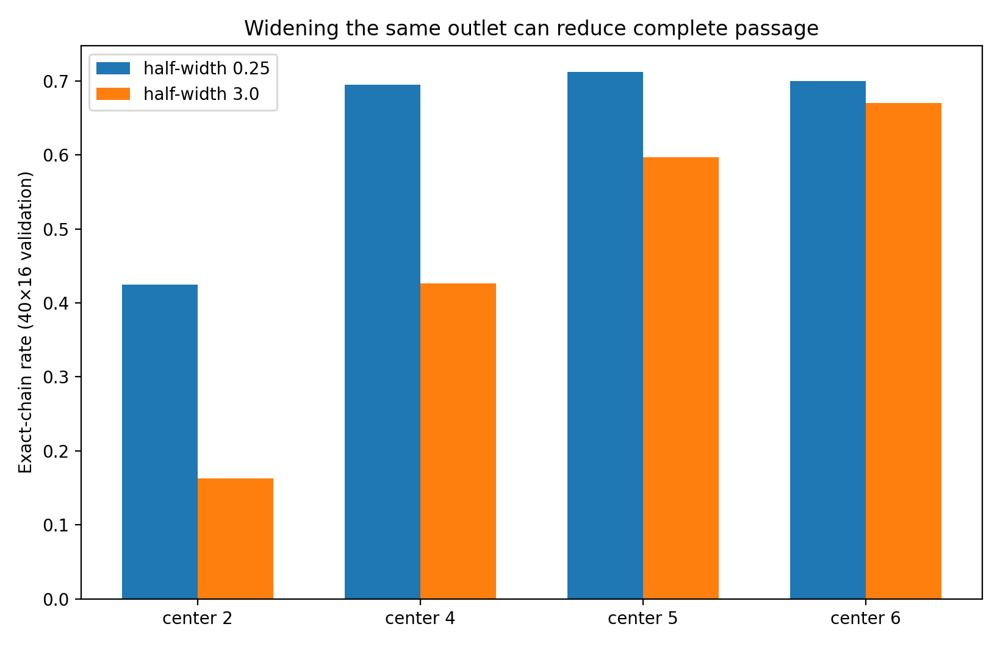 Widening the same outlet can reduce complete passage
half-width 0.25
half-width 3.0
Exact-chain rate (40×16 validation)
0.7
0.6
0.5
0.4
0.3
0.2
0.1
0.0
center 2
center 4
center 5
center 6